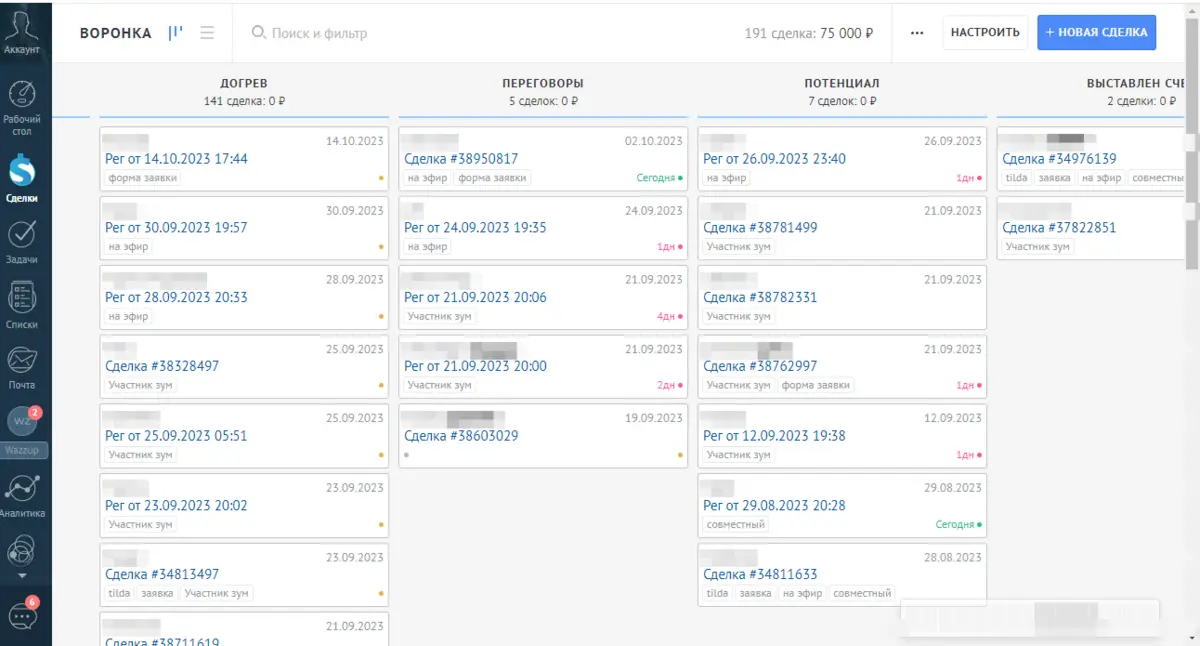 Аккаунт
Рабочий
стол
Сделки
Задачи
Списки
Почта
WZ
2
Wazzup
Аналитика
6
ВОРОНКА
Поиск и фильтр
191 сделка: 75 000 ₽
НАСТРОИТЬ
+ НОВАЯ СДЕЛКА
ДОГРЕВ
141 сделка: 0 ₽
14.10.2023
Рег от 14.10.2023 17:44
форма заявки
30.09.2023
Рег от 30.09.2023 19:57
на эфир
28.09.2023
Рег от 28.09.2023 20:33
на эфир
25.09.2023
Сделка #38328497
Участник зум
25.09.2023
Рег от 25.09.2023 05:51
Участник зум
23.09.2023
Рег от 23.09.2023 20:02
Участник зум
23.09.2023
Сделка #34813497
tilda заявка Участник зум
21.09.2023
Сделка #38711619
ПЕРЕГОВОРЫ
5 сделок: 0 ₽
02.10.2023
Сделка #38950817
на эфир форма заявки Сегодня
24.09.2023
Рег от 24.09.2023 19:35
на эфир 1дн
21.09.2023
Рег от 21.09.2023 20:06
Участник зум 4дн
21.09.2023
Рег от 21.09.2023 20:00
Участник зум 2дн
19.09.2023
Сделка #38603029
ПОТЕНЦИАЛ
7 сделок: 0 ₽
26.09.2023
Рег от 26.09.2023 23:40
на эфир 1дн
21.09.2023
Сделка #38781499
Участник зум
21.09.2023
Сделка #38782331
Участник зум
21.09.2023
Сделка #38762997
Участник зум форма заявки 1дн
12.09.2023
Рег от 12.09.2023 19:38
Участник зум 1дн
29.08.2023
Рег от 29.08.2023 20:28
совместный Сегодня
28.08.2023
Сделка #34811633
tilda заявка на эфир совместный
ВЫСТАВЛЕН СЧЕ
2 сделки: 0 ₽
Сделка #34976139
tilda заявка на эфир совместны
Сделка #37822851
Участник зум